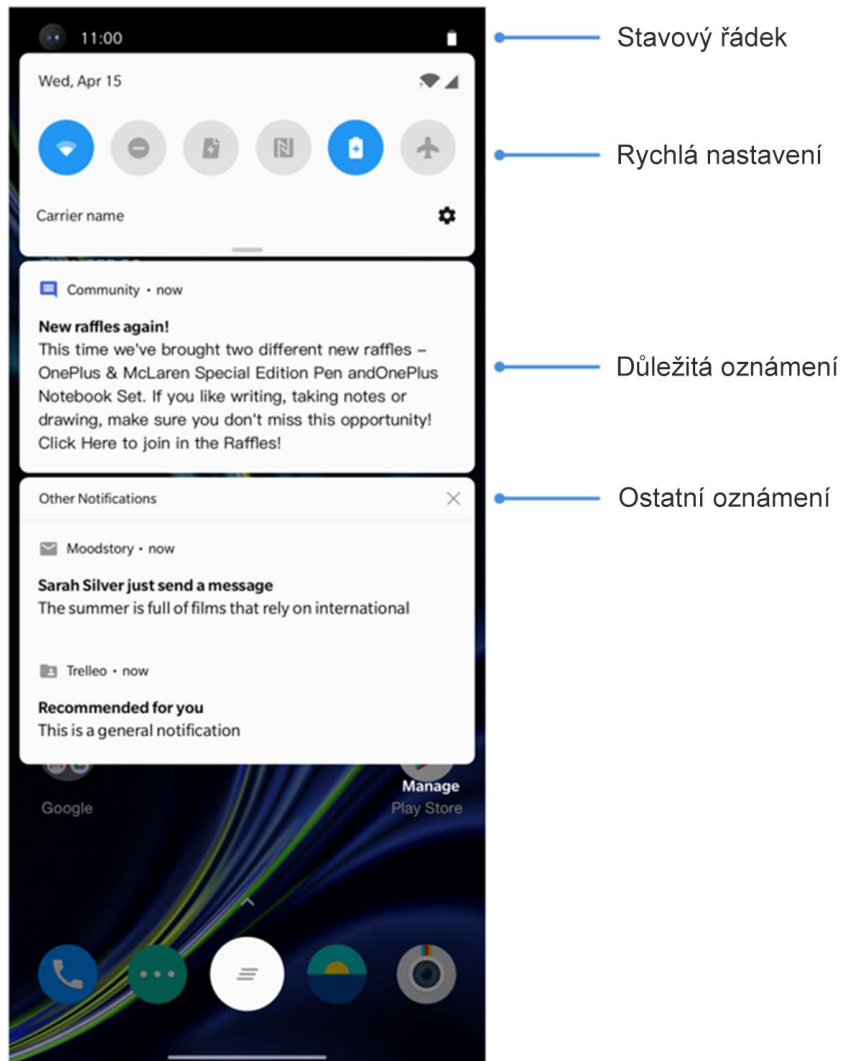 11:00
Stavový řádek
Wed, Apr 15
Rychlá nastavení
Carrier name
Community • now
New raffles again!
This time we've brought two different new raffles –
OnePlus & McLaren Special Edition Pen andOnePlus
Notebook Set. If you like writing, taking notes or
drawing, make sure you don't miss this opportunity!
Click Here to join in the Raffles!
Důležitá oznámení
Other Notifications
Ostatní oznámení
Moodstory • now
Sarah Silver just send a message
The summer is full of films that rely on international
Trelleo • now
Recommended for you
This is a general notification
Manage
Google
Play Store